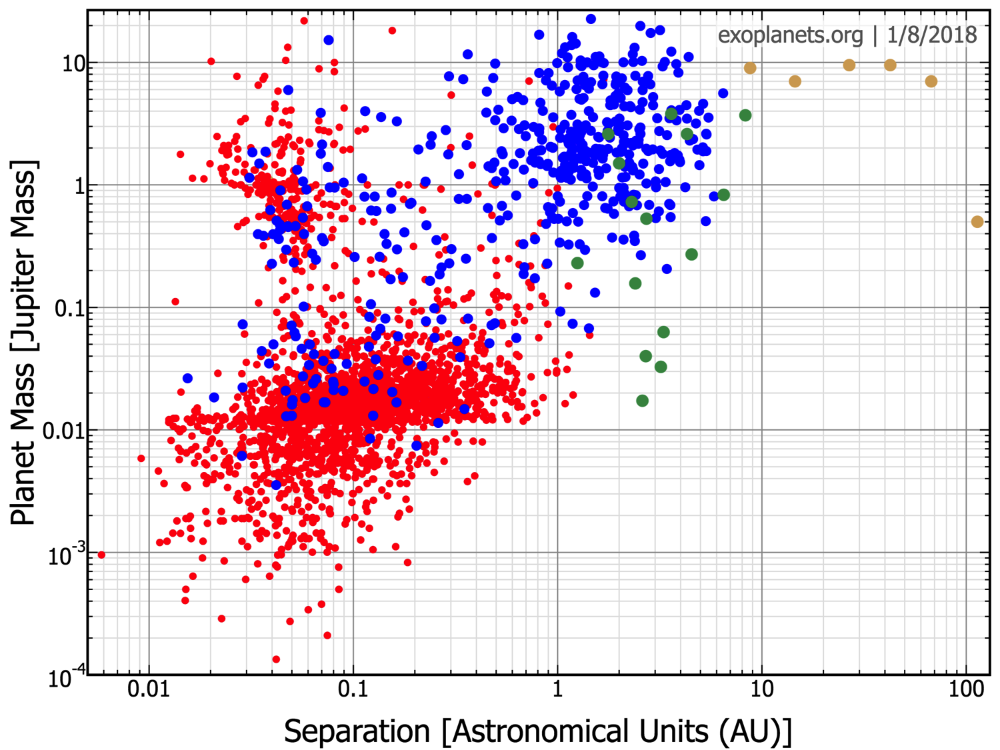 exoplanets.org | 1/8/2018
Planet Mass [Jupiter Mass]
10
1
0.1
0.01
10-3
10-4
0.01 0.1 1 10 100
Separation [Astronomical Units (AU)]